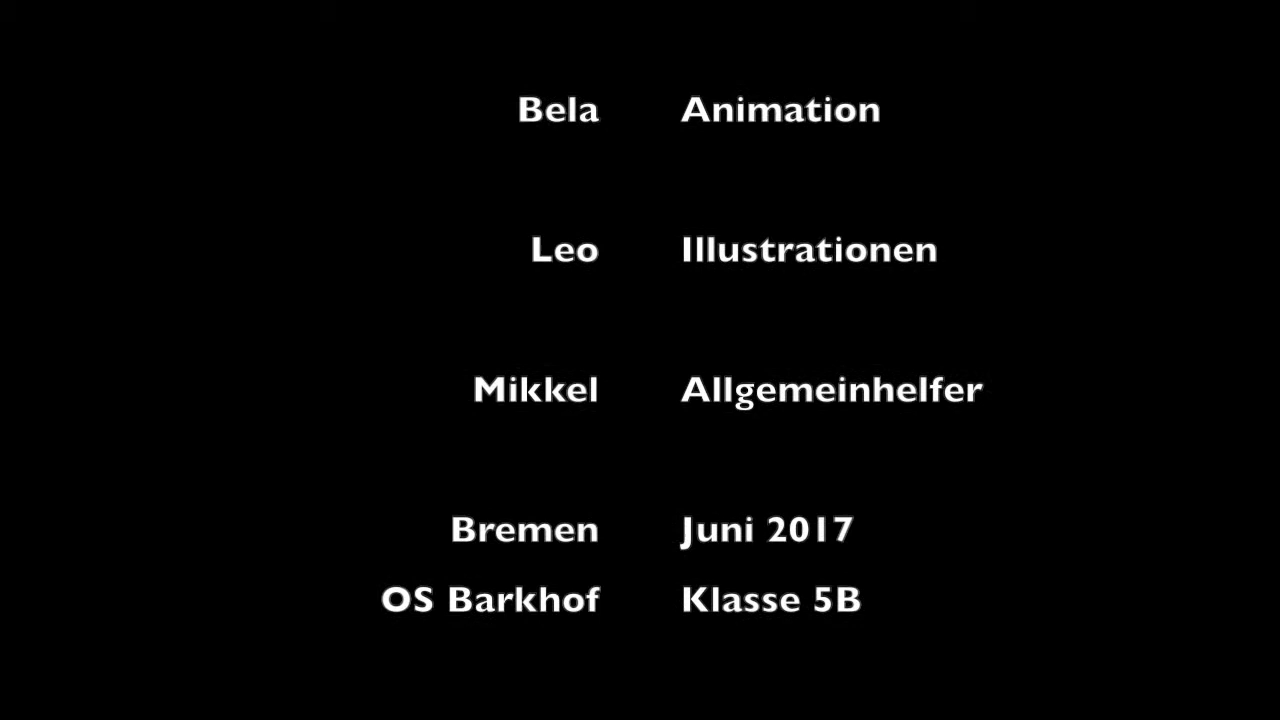 Bela Animation
Leo Illustrationen
Mikkel Allgemeinhelfer
Bremen Juni 2017
OS Barkhof Klasse 5B